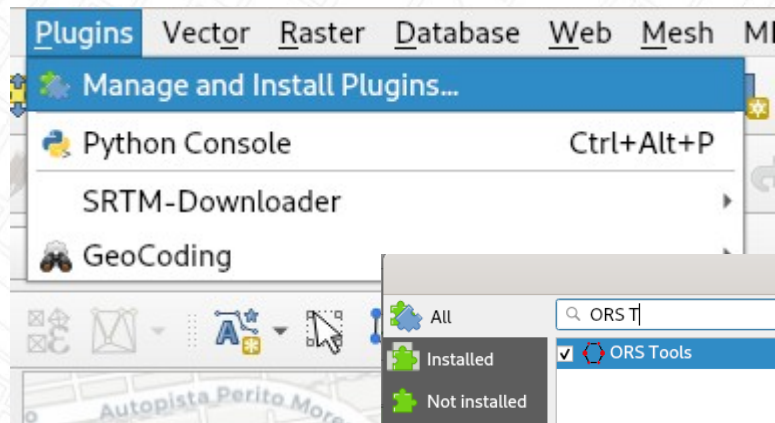 Plugins Vector Raster Database Web Mesh
Manage and Install Plugins...
Python Console Ctrl+Alt+P
SRTM-Downloader
GeoCoding
All
ORS T
Installed
ORS Tools
Not installed
Autopista Perito More